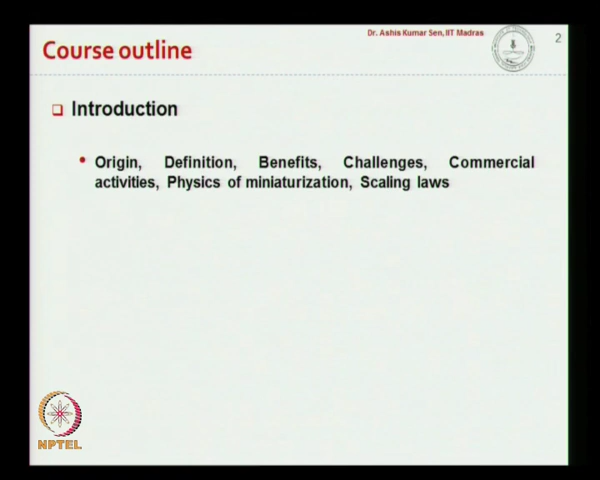 Dr. Ashis Kumar Sen, IIT Madras
2
Course outline
Introduction
Origin, Definition, Benefits, Challenges, Commercial
activities, Physics of miniaturization, Scaling laws
NPTEL